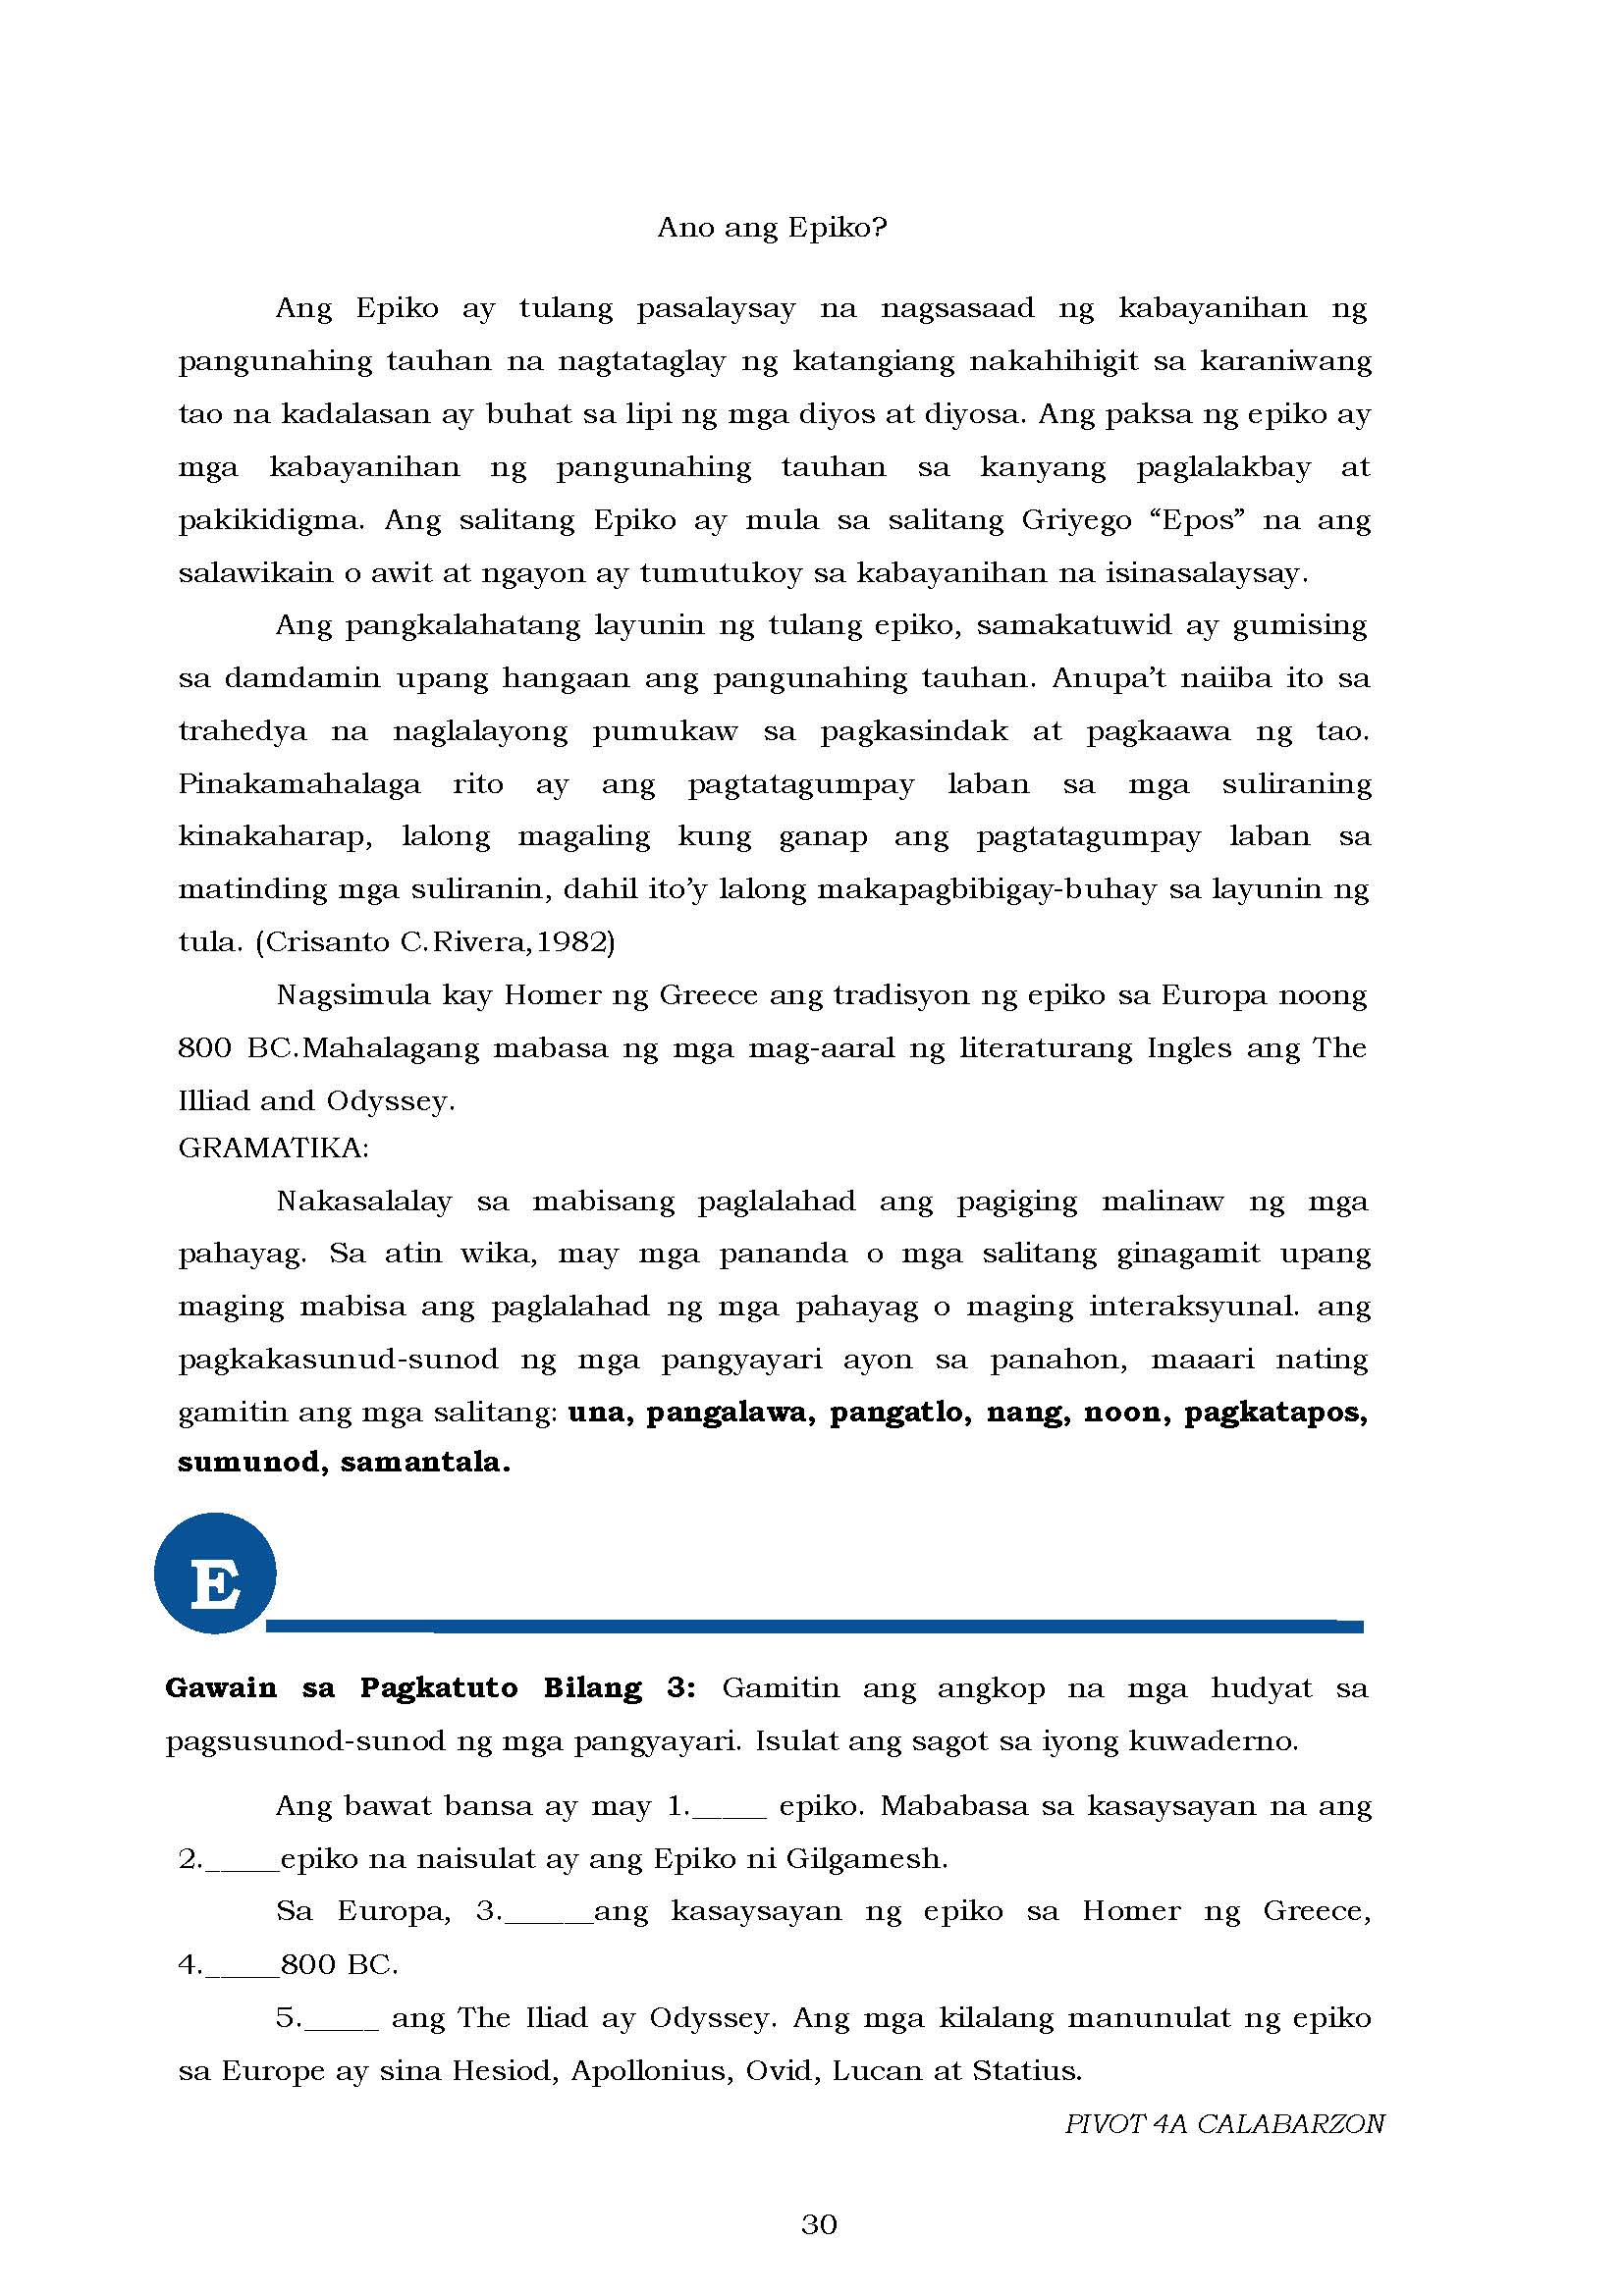 Ano ang Epiko?
Ang Epiko ay tulang pasalaysay na nagsasaad ng kabayanihan ng
pangunahing tauhan na nagtataglay ng katangiang nakahihigit sa karaniwang
tao na kadalasan ay buhat sa lipi ng mga diyos at diyosa. Ang paksa ng epiko ay
mga kabayanihan ng pangunahing tauhan sa kanyang paglalakbay at
pakikidigma. Ang salitang Epiko ay mula sa salitang Griyego “Epos” na ang
salawikain o awit at ngayon ay tumutukoy sa kabayanihan na isinasalaysay.
Ang pangkalahatang layunin ng tulang epiko, samakatuwid ay gumising
sa damdamin upang hangaan ang pangunahing tauhan. Anupa’t naiiba ito sa
trahedya na naglalayong pumukaw sa pagkasindak at pagkaawa ng tao.
Pinakamahalaga rito ay ang pagtatagumpay laban sa mga suliraning
kinakaharap, lalong magaling kung ganap ang pagtatagumpay laban sa
matinding mga suliranin, dahil ito’y lalong makapagbibigay-buhay sa layunin ng
tula. (Crisanto C.Rivera,1982)
Nagsimula kay Homer ng Greece ang tradisyon ng epiko sa Europa noong
800 BC.Mahalagang mabasa ng mga mag-aaral ng literaturang Ingles ang The
Illiad and Odyssey.
GRAMATIKA:
Nakasalalay sa mabisang paglalahad ang pagiging malinaw ng mga
pahayag. Sa atin wika, may mga pananda o mga salitang ginagamit upang
maging mabisa ang paglalahad ng mga pahayag o maging interaksyunal. ang
pagkakasunud-sunod ng mga pangyayari ayon sa panahon, maaari nating
gamitin ang mga salitang: una, pangalawa, pangatlo, nang, noon, pagkatapos,
sumunod, samantala.
E
Gawain sa Pagkatuto Bilang 3: Gamitin ang angkop na mga hudyat sa
pagsusunod-sunod ng mga pangyayari. Isulat ang sagot sa iyong kuwaderno.
Ang bawat bansa ay may 1._____ epiko. Mababasa sa kasaysayan na ang
2._____epiko na naisulat ay ang Epiko ni Gilgamesh.
Sa Europa, 3.______ang kasaysayan ng epiko sa Homer ng Greece,
4._____800 BC.
5._____ ang The Iliad ay Odyssey. Ang mga kilalang manunulat ng epiko
sa Europe ay sina Hesiod, Apollonius, Ovid, Lucan at Statius.
PIVOT 4A CALABARZON
30